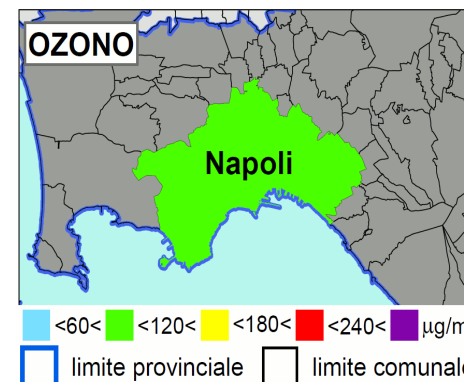 OZONO
Napoli
<60< <120< <180< <240< µg/m
limite provinciale limite comunale